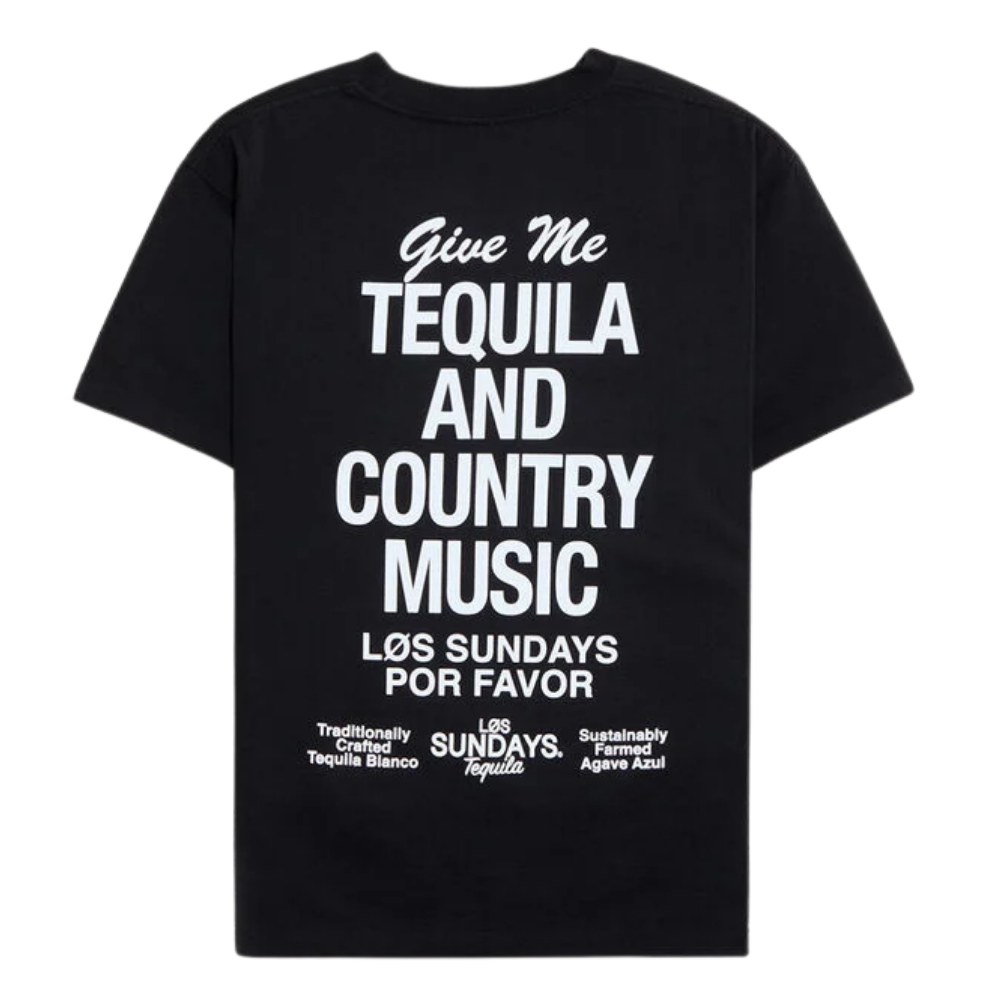 Give Me
TEQUILA
AND
COUNTRY
MUSIC
LØS SUNDAYS
POR FAVOR
Traditionally
Crafted
Tequila Blanco
LØS
SUNDAYS.
Tequila
Sustainably
Farmed
Agave Azul